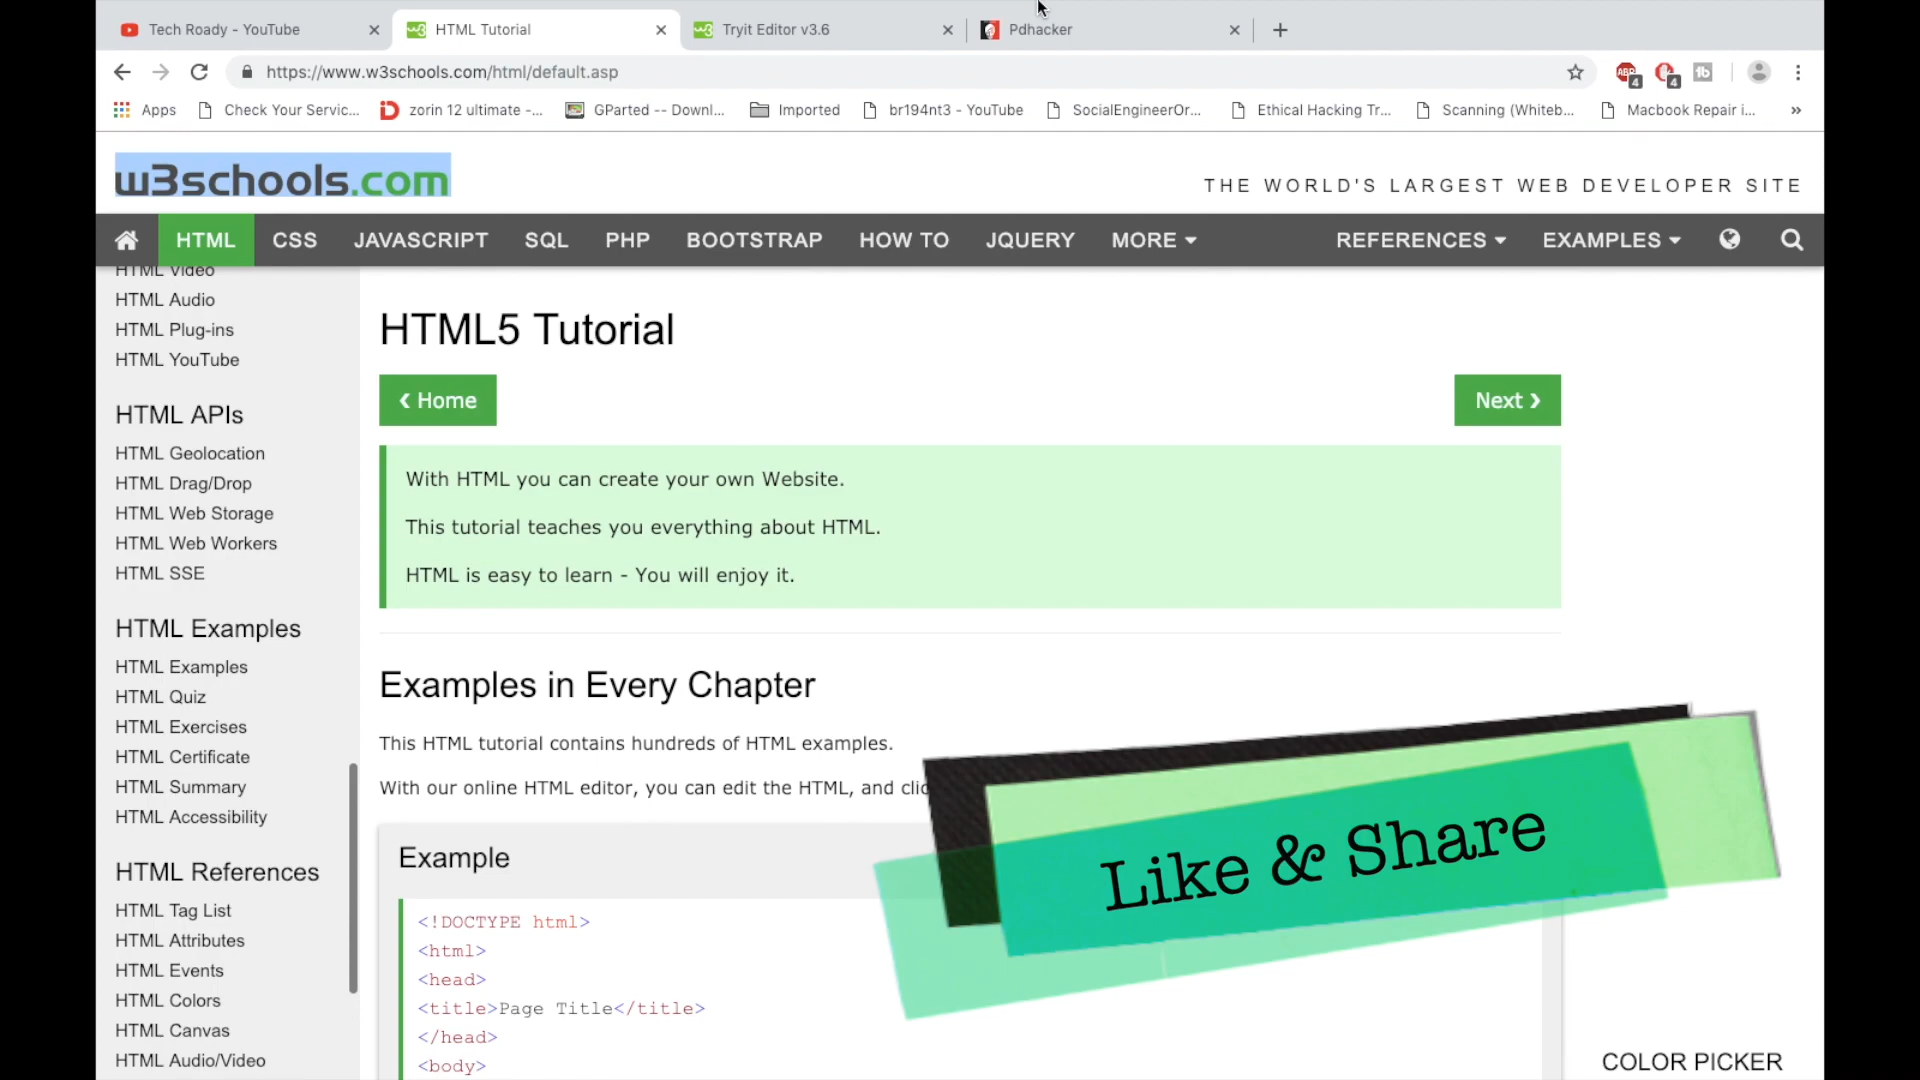 Tech Ready - YouTube
HTML Tutorial
Tryit Editor v3.6
Pdhacker
https://www.w3schools.com/html/default.asp
ABP
4
4
tb
Apps
Check Your Servic...
zorin 12 ultimate -...
GParted -- Downl...
Imported
br194nt3 - YouTube
SocialEngineerOr...
Ethical Hacking Tr...
Scanning (Whiteb...
Macbook Repair i...
»
w3schools.com
THE WORLD'S LARGEST WEB DEVELOPER SITE
HTML
CSS
JAVASCRIPT
SQL
PHP
BOOTSTRAP
HOW TO
JQUERY
MORE
REFERENCES
EXAMPLES
HTML Video
HTML Audio
HTML Plug-ins
HTML YouTube
HTML APIs
HTML Geolocation
HTML Drag/Drop
HTML Web Storage
HTML Web Workers
HTML SSE
HTML Examples
HTML Examples
HTML Quiz
HTML Exercises
HTML Certificate
HTML Summary
HTML Accessibility
HTML References
HTML Tag List
HTML Attributes
HTML Events
HTML Colors
HTML Canvas
HTML Audio/Video
HTML5 Tutorial
❮ Home
Next ❯
With HTML you can create your own Website.
This tutorial teaches you everything about HTML.
HTML is easy to learn - You will enjoy it.
Examples in Every Chapter
This HTML tutorial contains hundreds of HTML examples.
With our online HTML editor, you can edit the HTML, and clic
Example
<!DOCTYPE html>
<html>
<head>
<title>Page Title</title>
</head>
<body>
Like & Share
COLOR PICKER